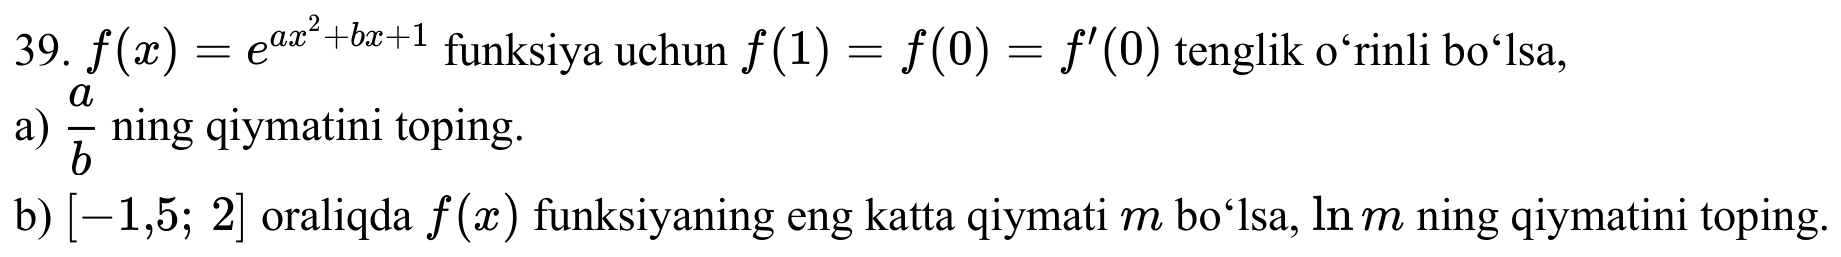 39. $f(x) = e^{ax^2+bx+1}$ funksiya uchun $f(1) = f(0) = f'(0)$ tenglik o‘rinli bo‘lsa,
a) $\dfrac{a}{b}$ ning qiymatini toping.
b) $[-1,5;\ 2]$ oraliqda $f(x)$ funksiyaning eng katta qiymati $m$ bo‘lsa, $\ln m$ ning qiymatini toping.